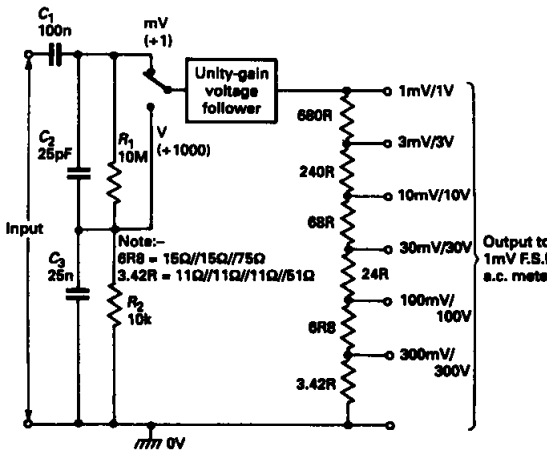 C1
100n
mV
(÷1)
Unity-gain
voltage
follower
1mV/1V
680R
3mV/3V
C2
25pF
R1
10M
V
(÷1000)
240R
10mV/10V
68R
Input
Note:–
6R8 = 15Ω//15Ω//75Ω
3.42R = 11Ω//11Ω//11Ω//51Ω
30mV/30V
Output to
1mV F.S.
a.c. mete
C3
25n
R2
10k
24R
100mV/
100V
6R8
300mV/
300V
3.42R
0V